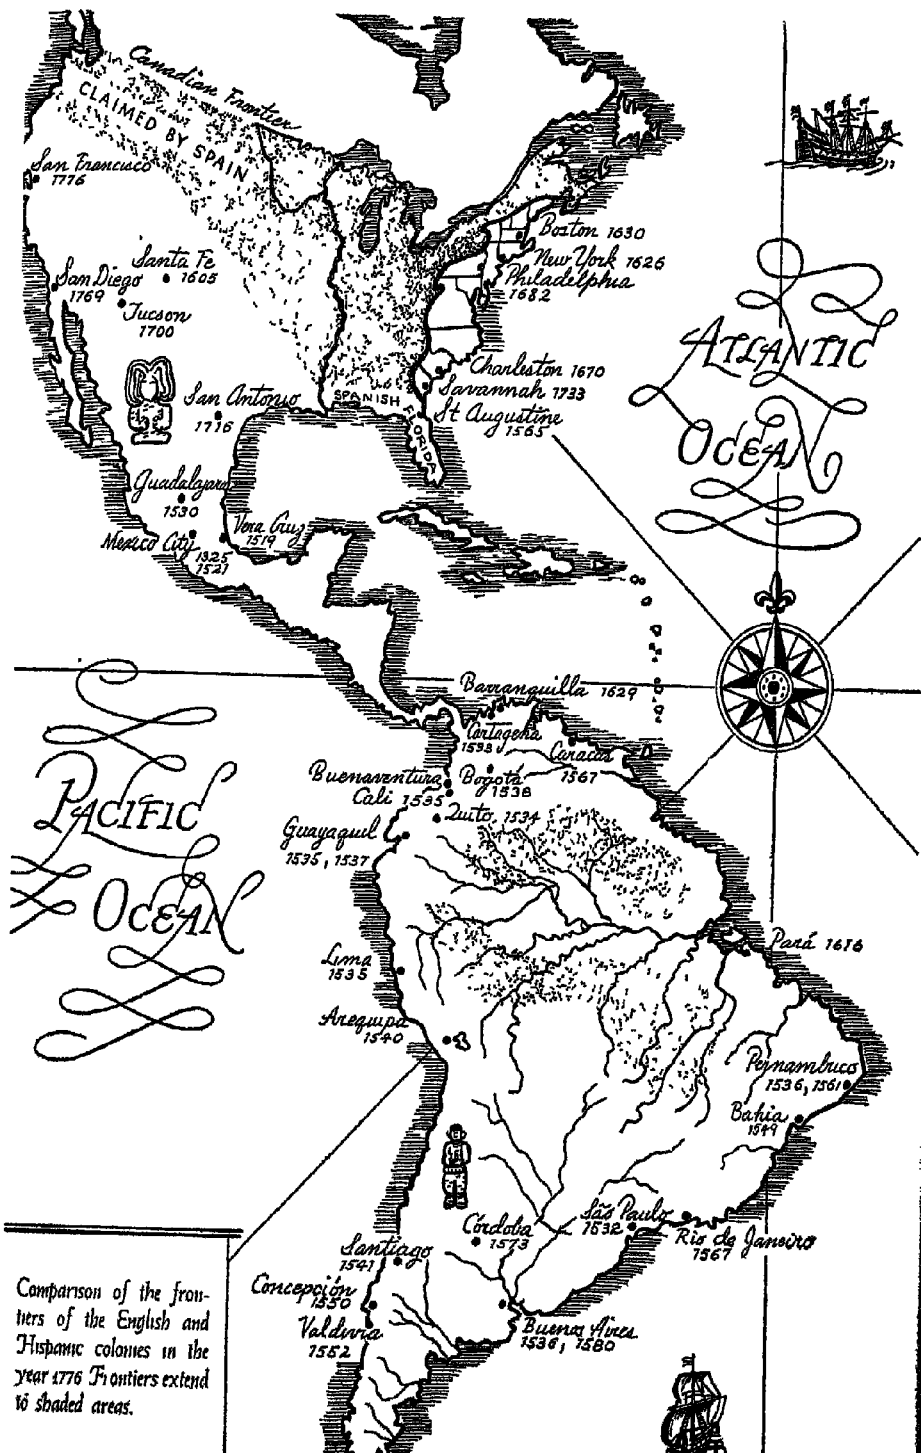 Canadian Frontier
CLAIMED BY
SPAIN
San Francisco
1776
Boston 1630
New York 1626
Philadelphia
1682
Santa Fe
1605
San Diego
1769
Tucson
1700
ATLANTIC
OCEAN
Charleston 1670
Savannah 1733
St Augustine
1565
SPANISH FLORIDA
San Antonio
1716
Guadalajara
1530
Vera Cruz
1519
Mexico City
1325
1521
Barranquilla 1629
Cartagena
1533
Caracas
1567
Buenaventura
Cali 1535
Bogotá
1538
Quito, 1534
Guayaquil
1535, 1537
PACIFIC
OCEAN
Pará 1616
Lima
1535
Arequipa
1540
Pernambuco
1536, 1561
Bahia
1549
São Paulo
1532
Rio de Janeiro
1567
Córdoba
1573
Santiago
1541
Concepción
1550
Valdivia
1552
Buenos Aires
1536, 1580
Comparison of the fron-
tiers of the English and
Hispanic colonies in the
year 1776 Frontiers extend
to shaded areas.